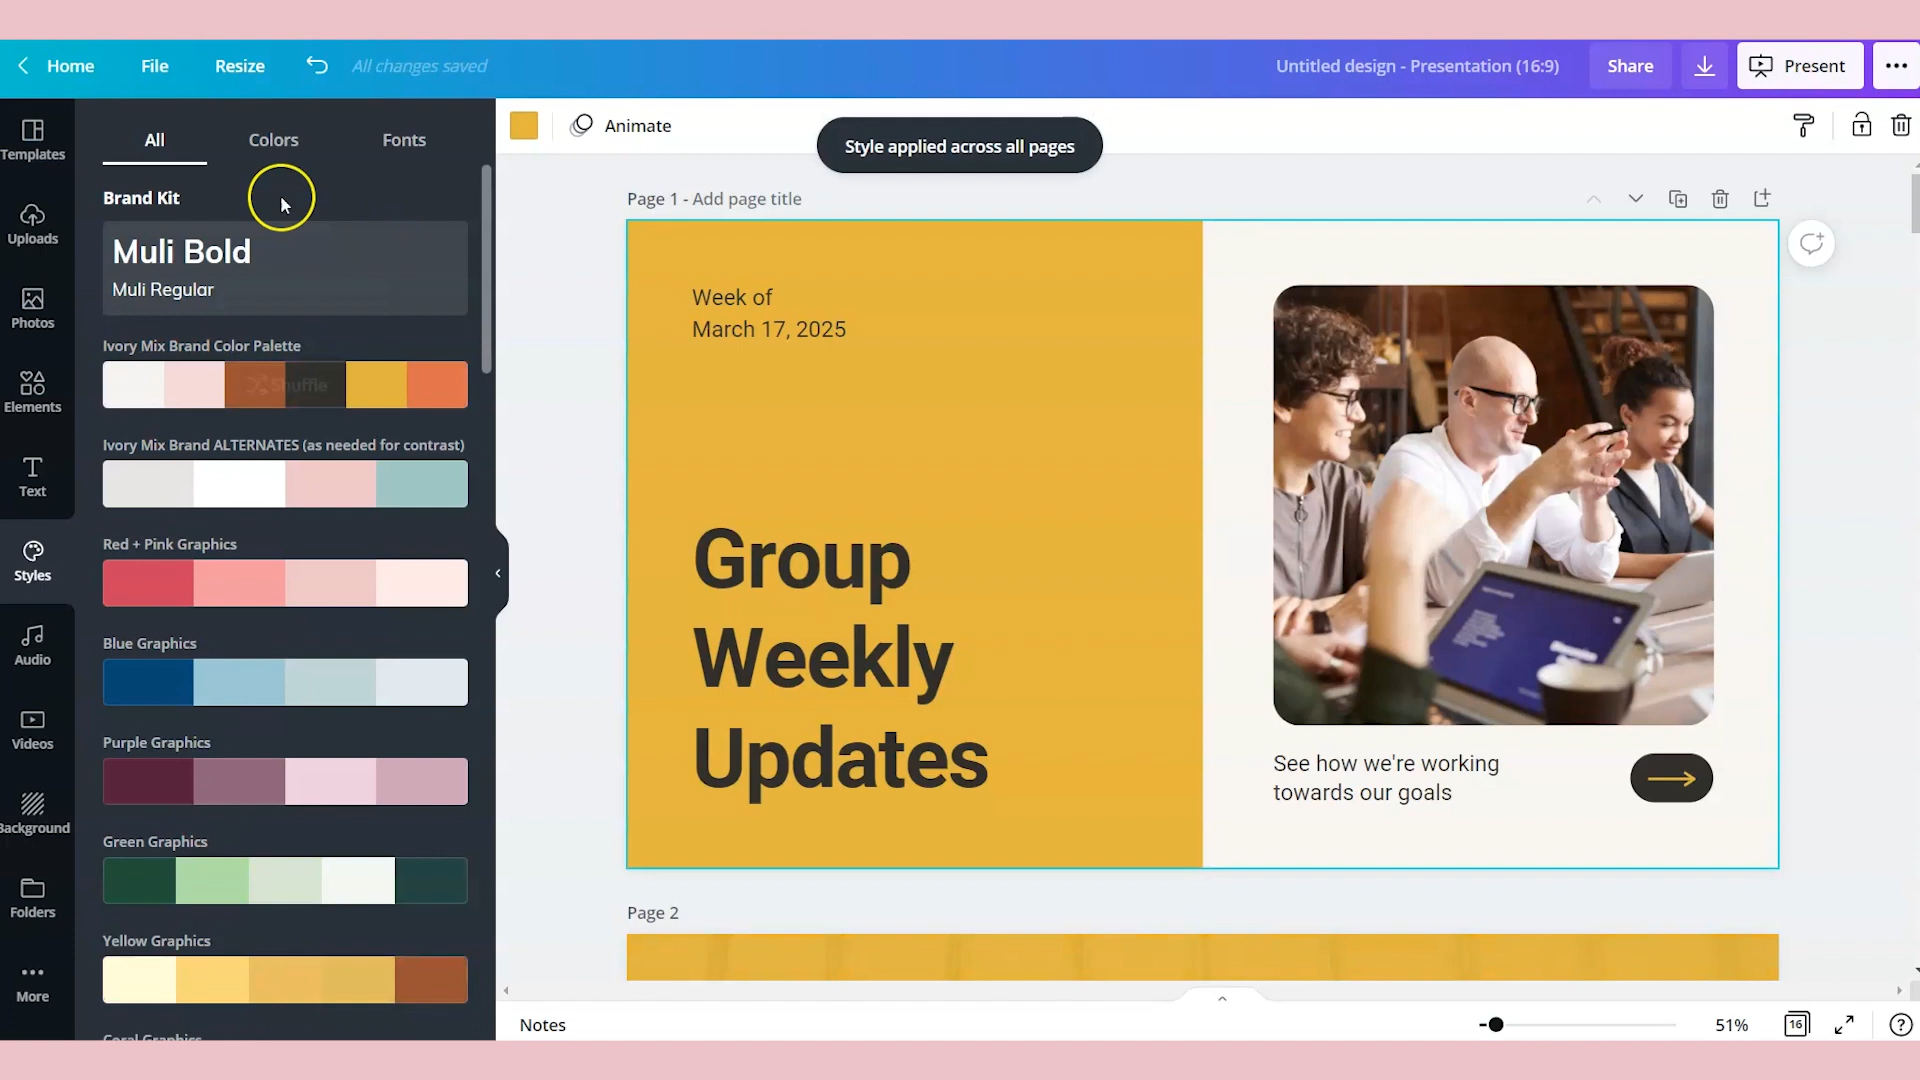 Home
File
Resize
All changes saved
Untitled design - Presentation (16:9)
Share
Present
Templates
Uploads
Photos
Elements
Text
Styles
Audio
Videos
Background
Folders
More
All
Colors
Fonts
Brand Kit
Muli Bold
Muli Regular
Ivory Mix Brand Color Palette
Shuffle
Ivory Mix Brand ALTERNATES (as needed for contrast)
Red + Pink Graphics
Blue Graphics
Purple Graphics
Green Graphics
Yellow Graphics
Coral Graphics
Animate
Style applied across all pages
Page 1 - Add page title
Week of
March 17, 2025
Group
Weekly
Updates
See how we're working
towards our goals
Page 2
Notes
51%
16
?